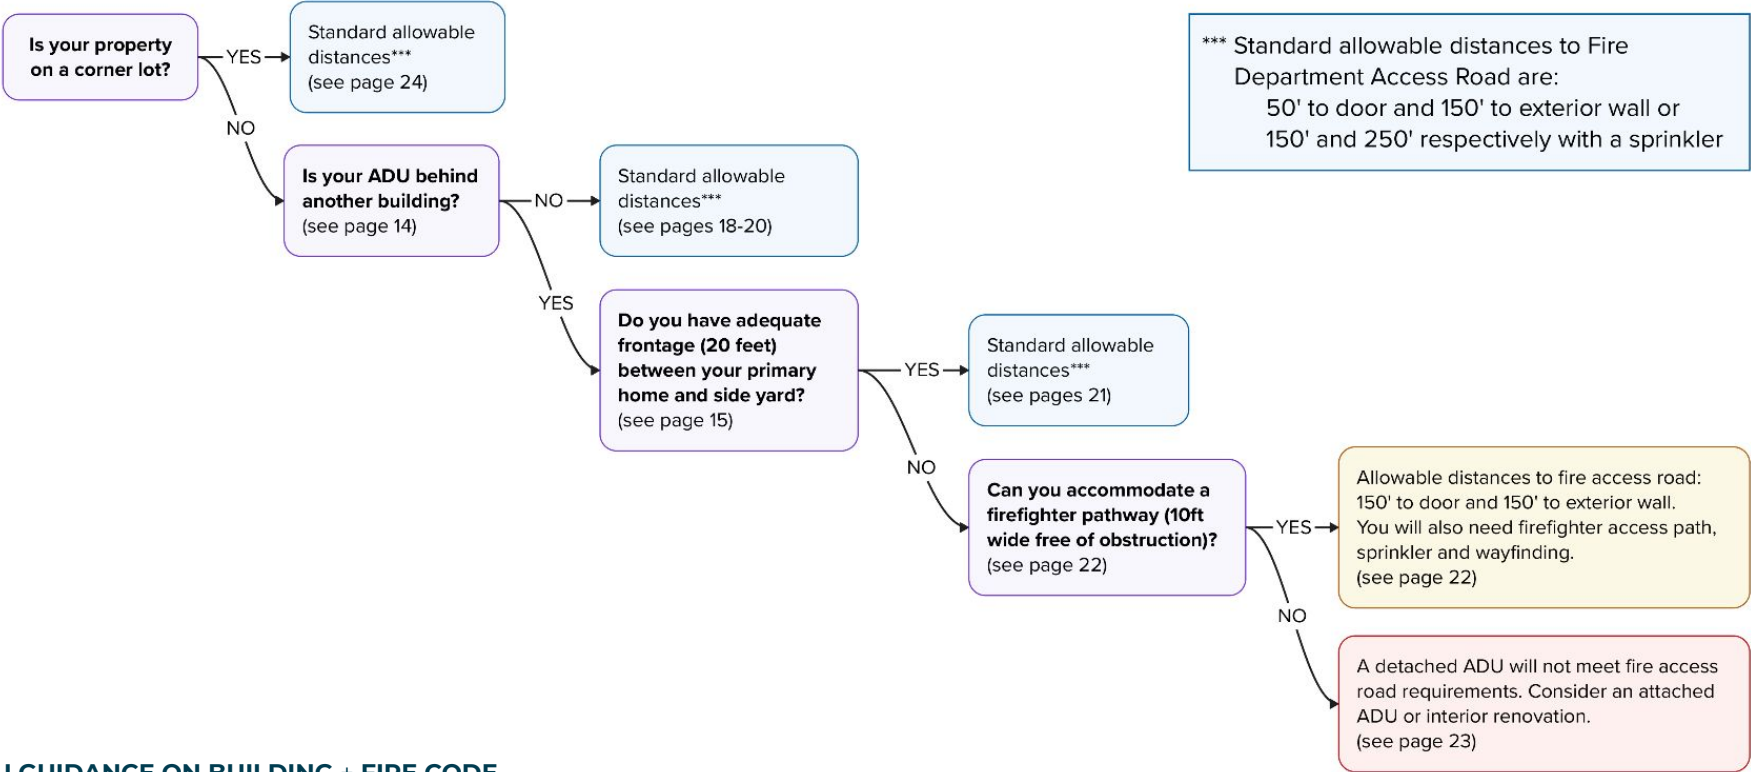 Is your property
on a corner lot?
YES
Standard allowable
distances***
(see page 24)
*** Standard allowable distances to Fire
Department Access Road are:
50' to door and 150' to exterior wall or
150' and 250' respectively with a sprinkler
NO
Is your ADU behind
another building?
(see page 14)
NO
Standard allowable
distances***
(see pages 18-20)
YES
Do you have adequate
frontage (20 feet)
between your primary
home and side yard?
(see page 15)
YES
Standard allowable
distances***
(see pages 21)
NO
Can you accommodate a
firefighter pathway (10ft
wide free of obstruction)?
(see page 22)
YES
Allowable distances to fire access road:
150' to door and 150' to exterior wall.
You will also need firefighter access path,
sprinkler and wayfinding.
(see page 22)
NO
A detached ADU will not meet fire access
road requirements. Consider an attached
ADU or interior renovation.
(see page 23)
GUIDANCE ON BUILDING + FIRE CODE